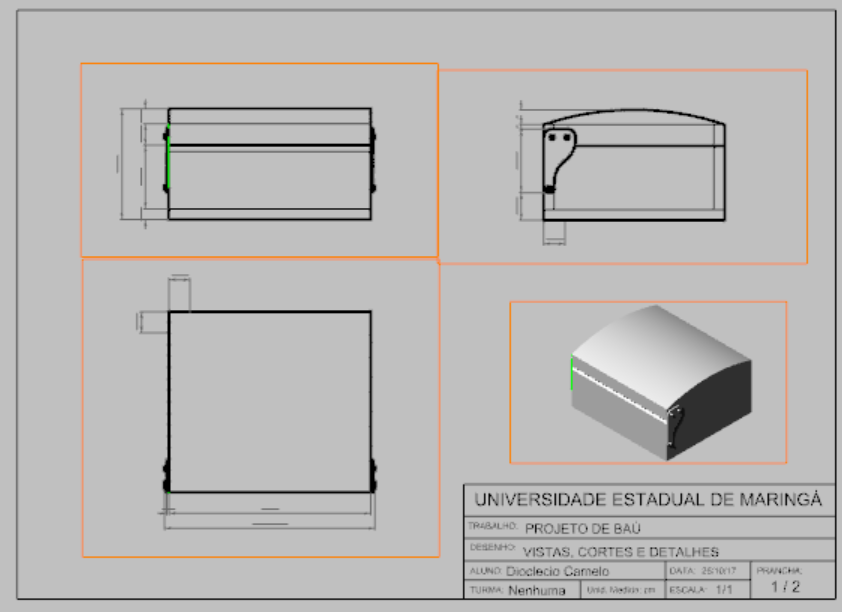 UNIVERSIDADE ESTADUAL DE MARINGÁ
TRABALHO: PROJETO DE BAÚ
DESENHO: VISTAS, CORTES E DETALHES
ALUNO: Dioclecio Camelo DATA: 25/10/17 PRANCHA:
TURMA: Nenhuma Unid. Medida: cm ESCALA: 1/1 1 / 2